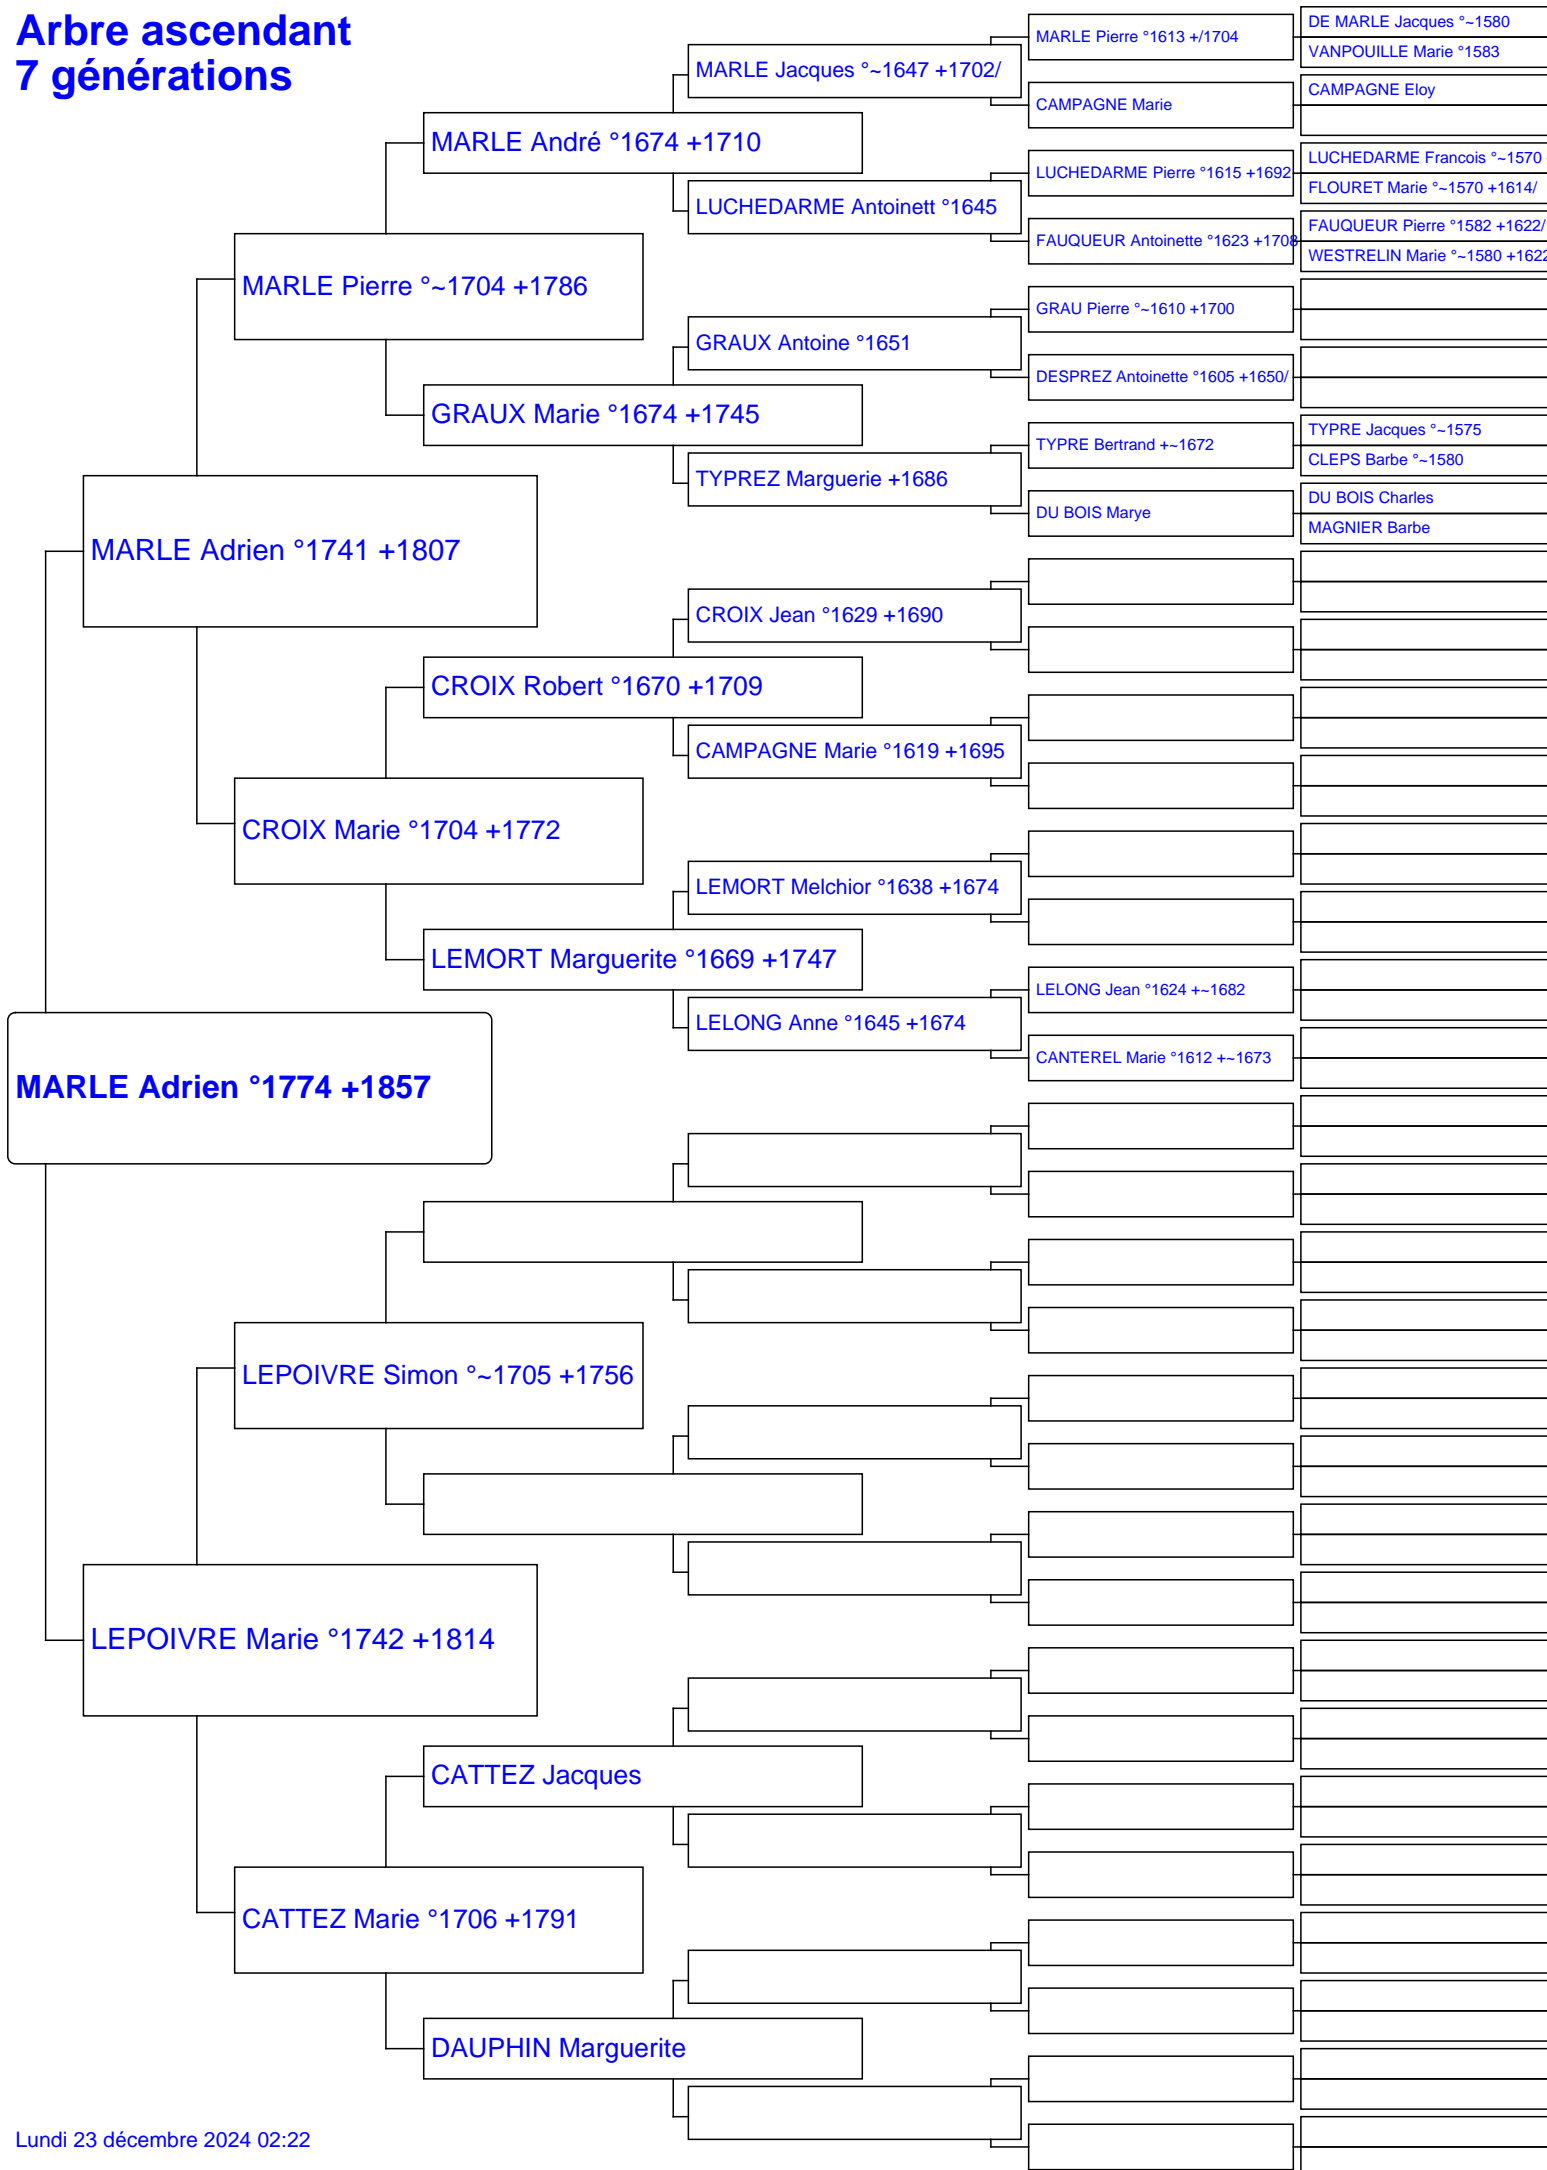 Arbre ascendant
7 générations
DE MARLE Jacques °~1580
MARLE Pierre °1613 +/1704
VANPOUILLE Marie °1583
MARLE Jacques °~1647 +1702/
CAMPAGNE Eloy
CAMPAGNE Marie
MARLE André °1674 +1710
LUCHEDARME Francois °~1570
LUCHEDARME Pierre °1615 +1692
FLOURET Marie °~1570 +1614/
LUCHEDARME Antoinett °1645
FAUQUEUR Pierre °1582 +1622/
FAUQUEUR Antoinette °1623 +1708
WESTRELIN Marie °~1580 +1622
MARLE Pierre °~1704 +1786
GRAU Pierre °~1610 +1700
GRAUX Antoine °1651
DESPREZ Antoinette °1605 +1650/
GRAUX Marie °1674 +1745
TYPRE Jacques °~1575
TYPRE Bertrand +~1672
CLEPS Barbe °~1580
TYPREZ Marguerie +1686
DU BOIS Charles
DU BOIS Marye
MAGNIER Barbe
MARLE Adrien °1741 +1807
CROIX Jean °1629 +1690
CROIX Robert °1670 +1709
CAMPAGNE Marie °1619 +1695
CROIX Marie °1704 +1772
LEMORT Melchior °1638 +1674
LEMORT Marguerite °1669 +1747
LELONG Jean °1624 +~1682
LELONG Anne °1645 +1674
CANTEREL Marie °1612 +~1673
MARLE Adrien °1774 +1857
LEPOIVRE Simon °~1705 +1756
LEPOIVRE Marie °1742 +1814
CATTEZ Jacques
CATTEZ Marie °1706 +1791
DAUPHIN Marguerite
Lundi 23 décembre 2024 02:22